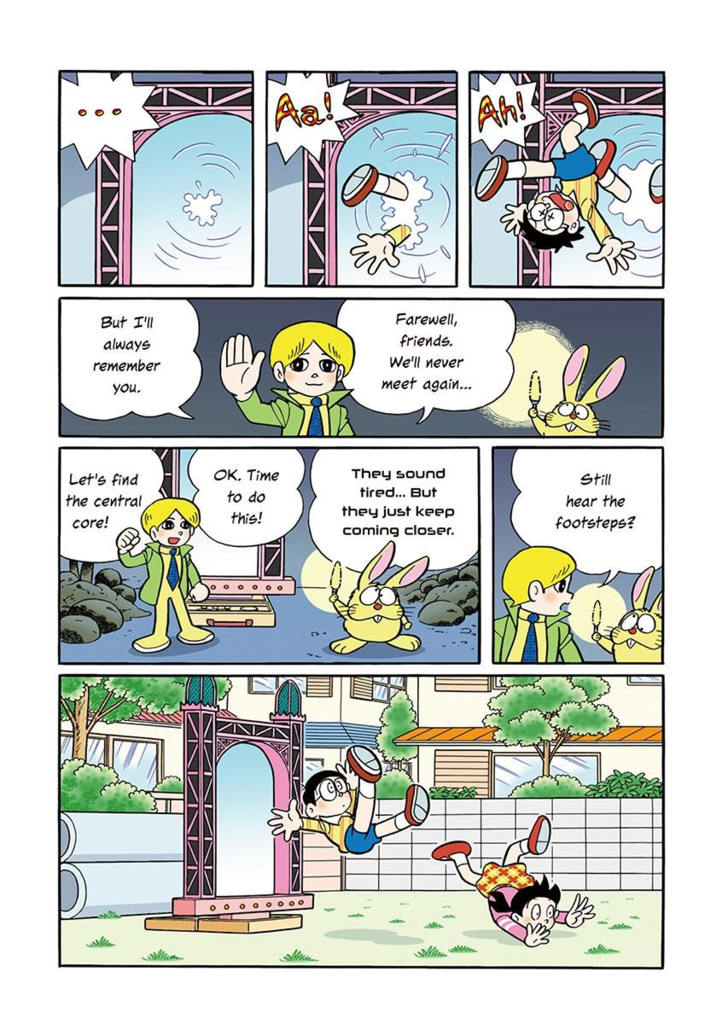 Ah!
Aa!
...
Farewell,
friends.
We'll never
meet again...
But I'll
always
remember
you.
Still
hear the
footsteps?
They sound
tired... But
they just keep
coming closer.
OK. Time
to do
this!
Let's find
the central
core!